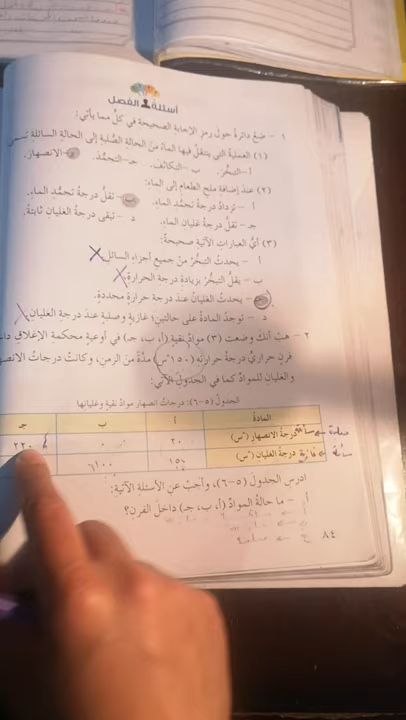 أسئلة الفصل
١ - ضع دائرة حول رمز الإجابة الصحيحة في كل مما يأتي:
(١) العملية التي ينتقل فيها الماء من الحالة الصلبة إلى الحالة السائلة تسمى
أ - التبخر. ب - التكاثف. جـ - التجمد. د - الانصهار.
(٢) عند إضافة ملح الطعام إلى الماء:
أ - تزداد درجة تجمد الماء. ب - تقل درجة تجمد الماء.
جـ - تقل درجة غليان الماء. د - تبقى درجة الغليان ثابتة.
(٣) أي العبارات الآتية صحيحة:
أ - يحدث التبخر من جميع أجزاء السائل.
ب - يقل التبخر بزيادة درجة الحرارة.
جـ - يحدث الغليان عند درجة حرارة محددة.
د - توجد المادة على حالتين؛ غازية وصلبة عند درجة الغليان.
٢ - هب أنك وضعت (٣) مواد نقية (أ، ب، جـ) في أوعية محكمة الإغلاق
فرن حراري درجة حرارته (١٥٠ °س) مدة من الزمن، وكانت درجات
والغليان للمواد كما في الجدول الآتي:
الجدول (٥-٦): درجات انصهار مواد نقية وغليانها
المادة أ ب جـ
درجة الانصهار (°س) ٢٠ ٠ ٢٢٠
درجة الغليان (°س) ١٠٠
ادرس الجدول (٥-٦)، وأجب عن الأسئلة الآتية:
أ - ما حالة المواد (أ، ب، جـ) داخل الفرن؟
٨٤